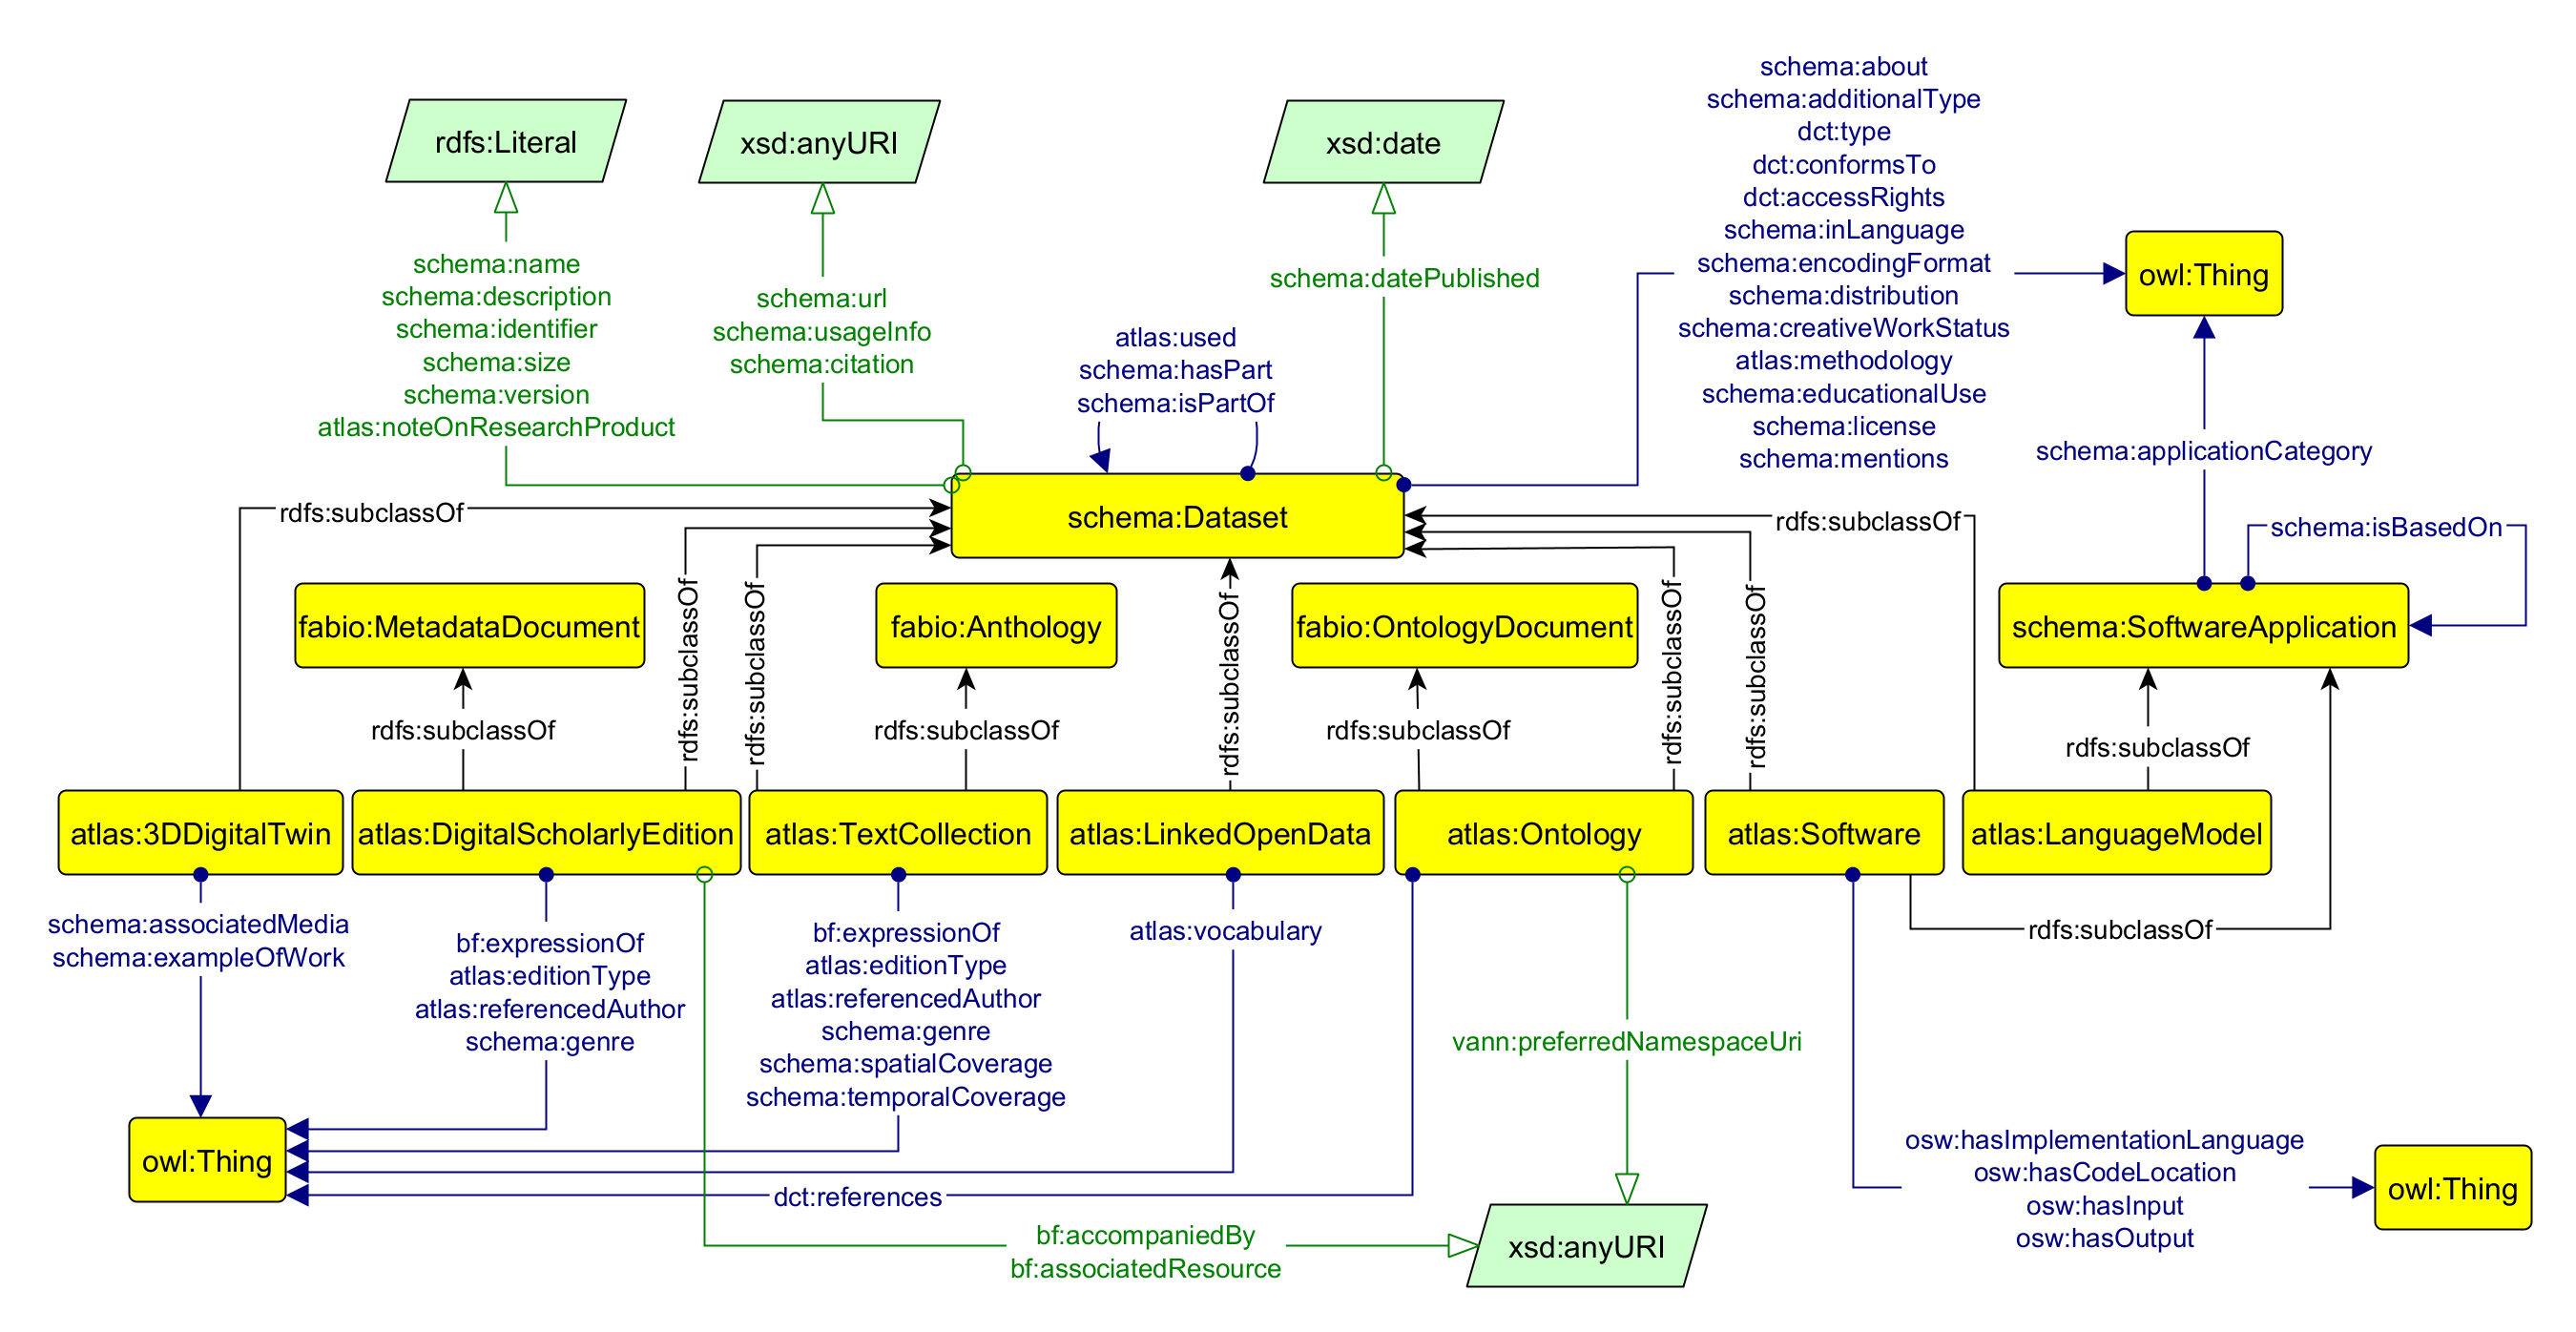 schema:about
schema:additionalType
dct:type
dct:conformsTo
dct:accessRights
schema:inLanguage
schema:encodingFormat
schema:distribution
schema:creativeWorkStatus
atlas:methodology
schema:educationalUse
schema:license
schema:mentions
rdfs:Literal
xsd:anyURI
xsd:date
owl:Thing
schema:name
schema:description
schema:identifier
schema:size
schema:version
atlas:noteOnResearchProduct
schema:url
schema:usageInfo
schema:citation
atlas:used
schema:hasPart
schema:isPartOf
schema:datePublished
schema:applicationCategory
rdfs:subclassOf
schema:Dataset
rdfs:subclassOf
schema:isBasedOn
fabio:MetadataDocument
rdfs:subclassOf
rdfs:subclassOf
fabio:Anthology
rdfs:subclassOf
fabio:OntologyDocument
rdfs:subclassOf
rdfs:subclassOf
schema:SoftwareApplication
rdfs:subclassOf
rdfs:subclassOf
rdfs:subclassOf
rdfs:subclassOf
atlas:3DDigitalTwin
atlas:DigitalScholarlyEdition
atlas:TextCollection
atlas:LinkedOpenData
atlas:Ontology
atlas:Software
atlas:LanguageModel
schema:associatedMedia
schema:exampleOfWork
bf:expressionOf
atlas:editionType
atlas:referencedAuthor
schema:genre
bf:expressionOf
atlas:editionType
atlas:referencedAuthor
schema:genre
schema:spatialCoverage
schema:temporalCoverage
atlas:vocabulary
rdfs:subclassOf
vann:preferredNamespaceUri
owl:Thing
dct:references
osw:hasImplementationLanguage
osw:hasCodeLocation
osw:hasInput
osw:hasOutput
owl:Thing
bf:accompaniedBy
bf:associatedResource
xsd:anyURI